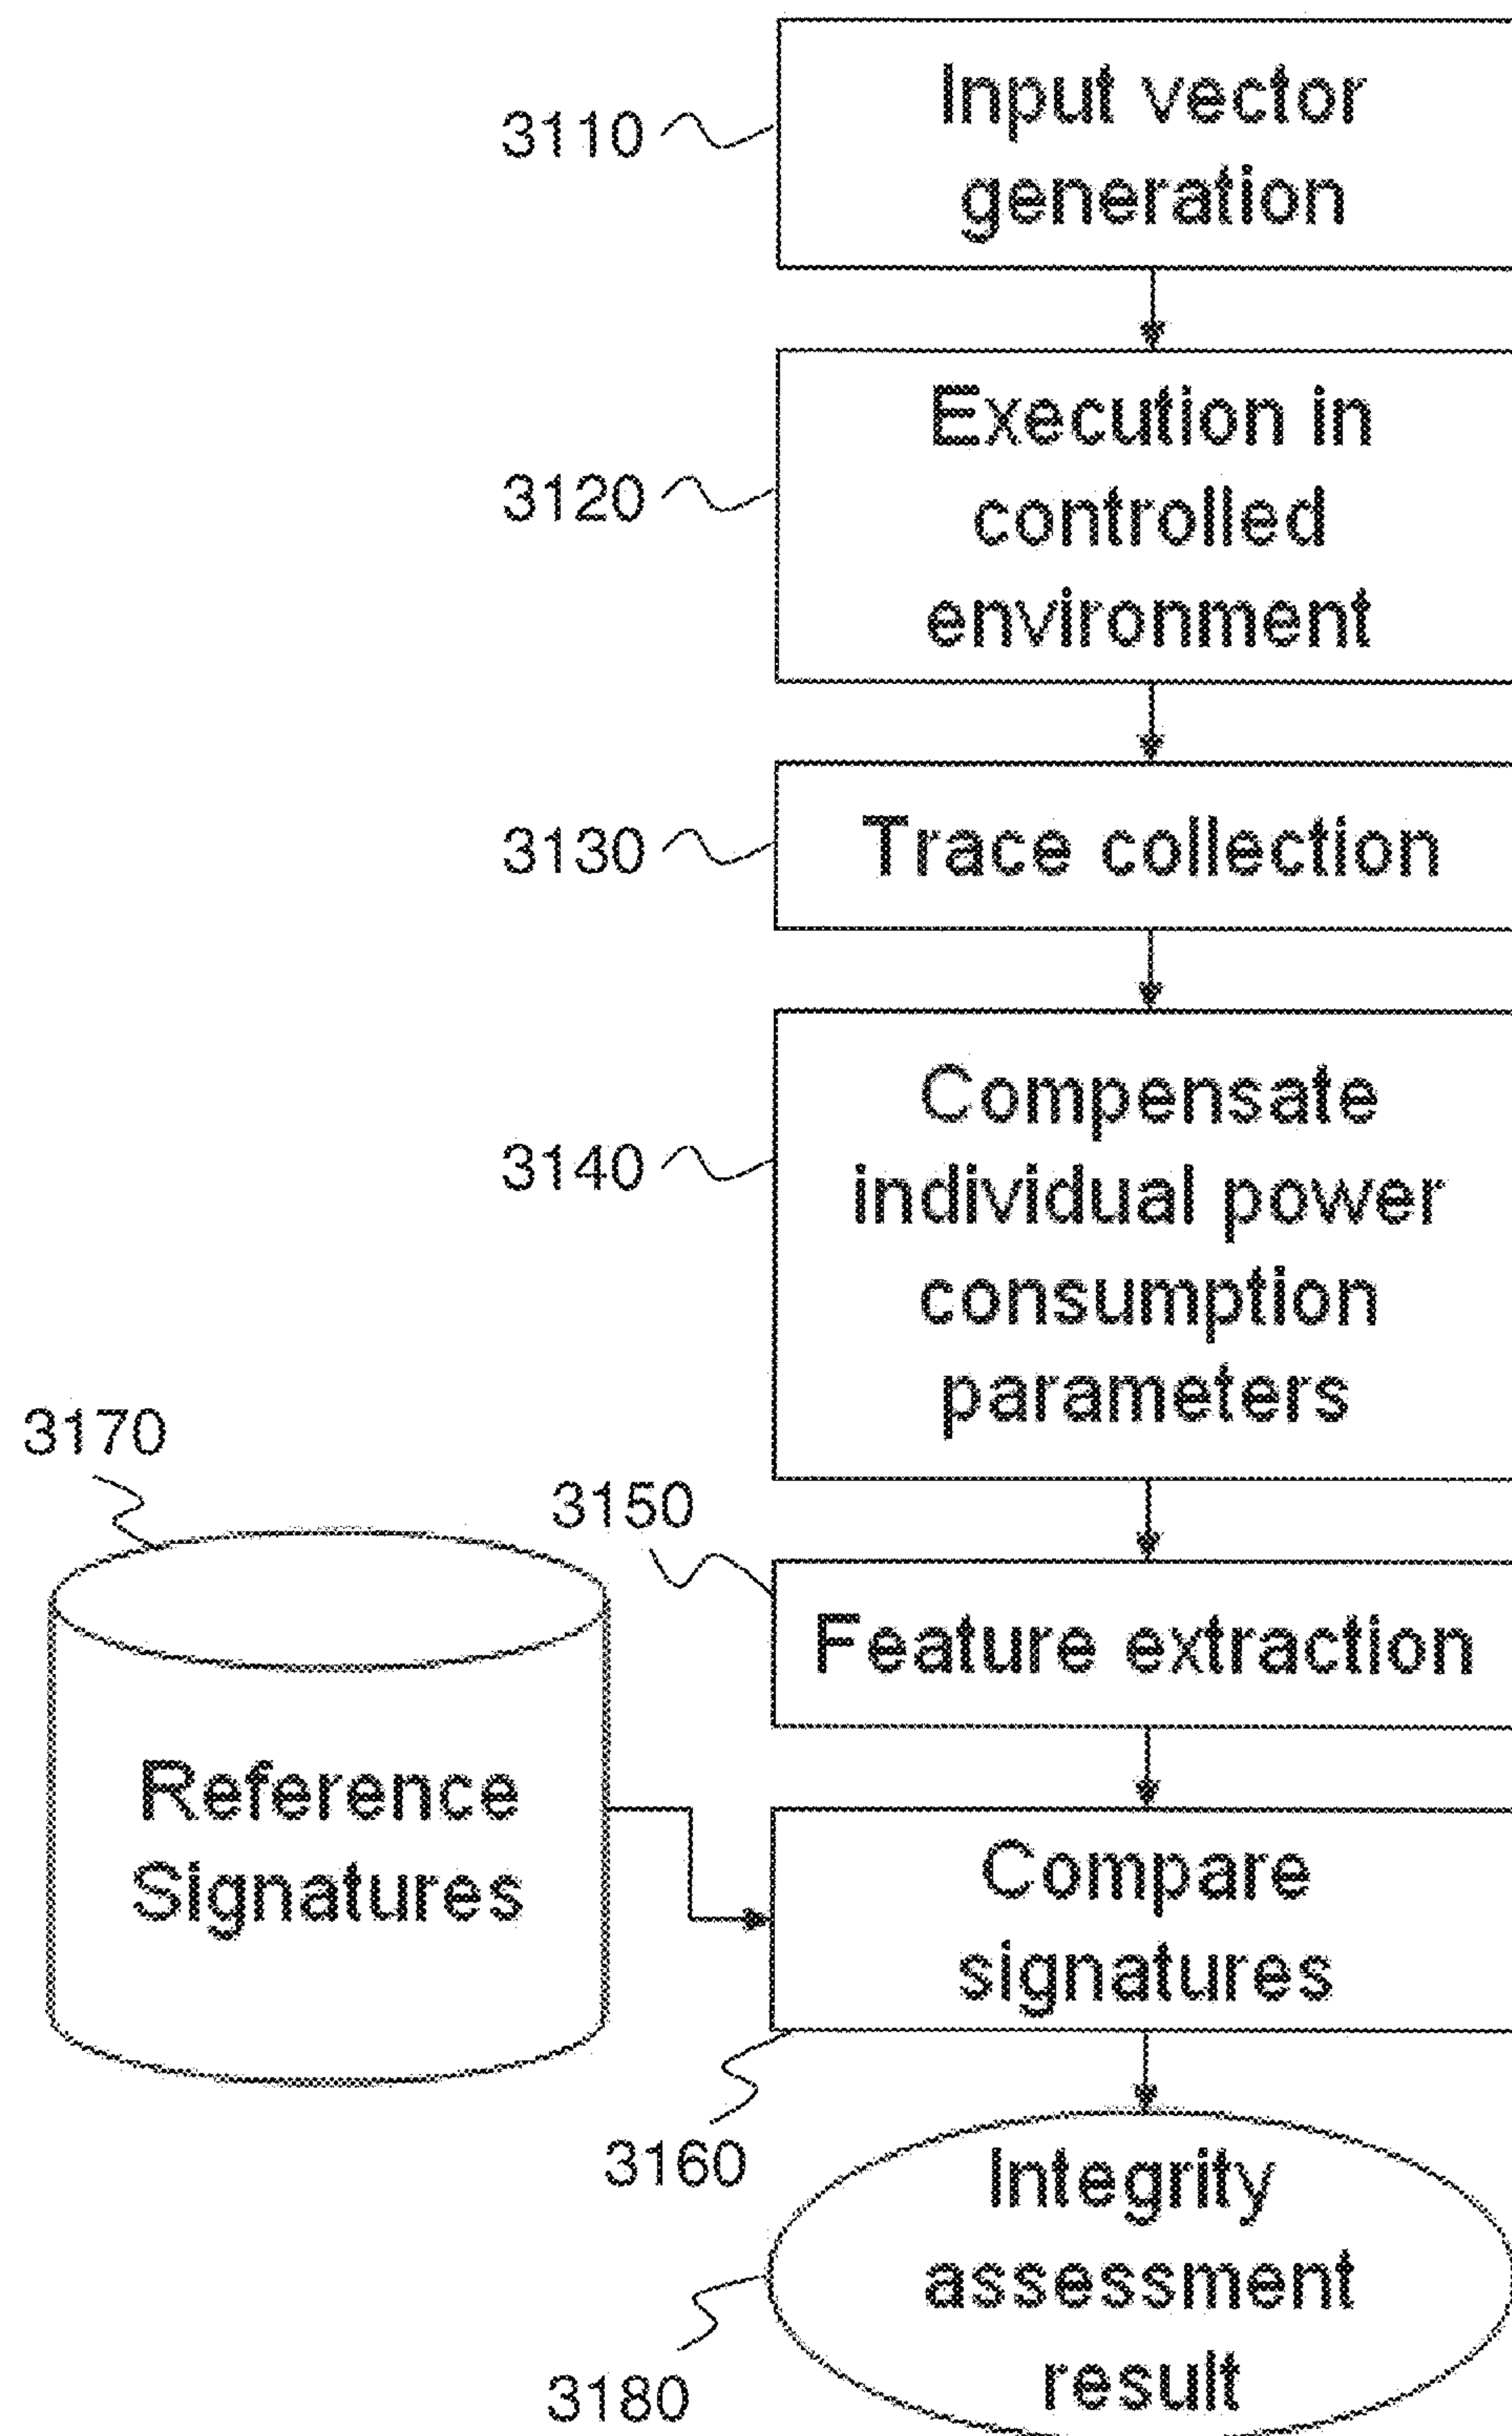 3110
Input vector
generation
3120
Execution in
controlled
environment
3130
Trace collection
3140
Compensate
individual power
consumption
parameters
3170
3150
Feature extraction
Reference
Signatures
Compare
signatures
3160
Integrity
assessment
result
3180